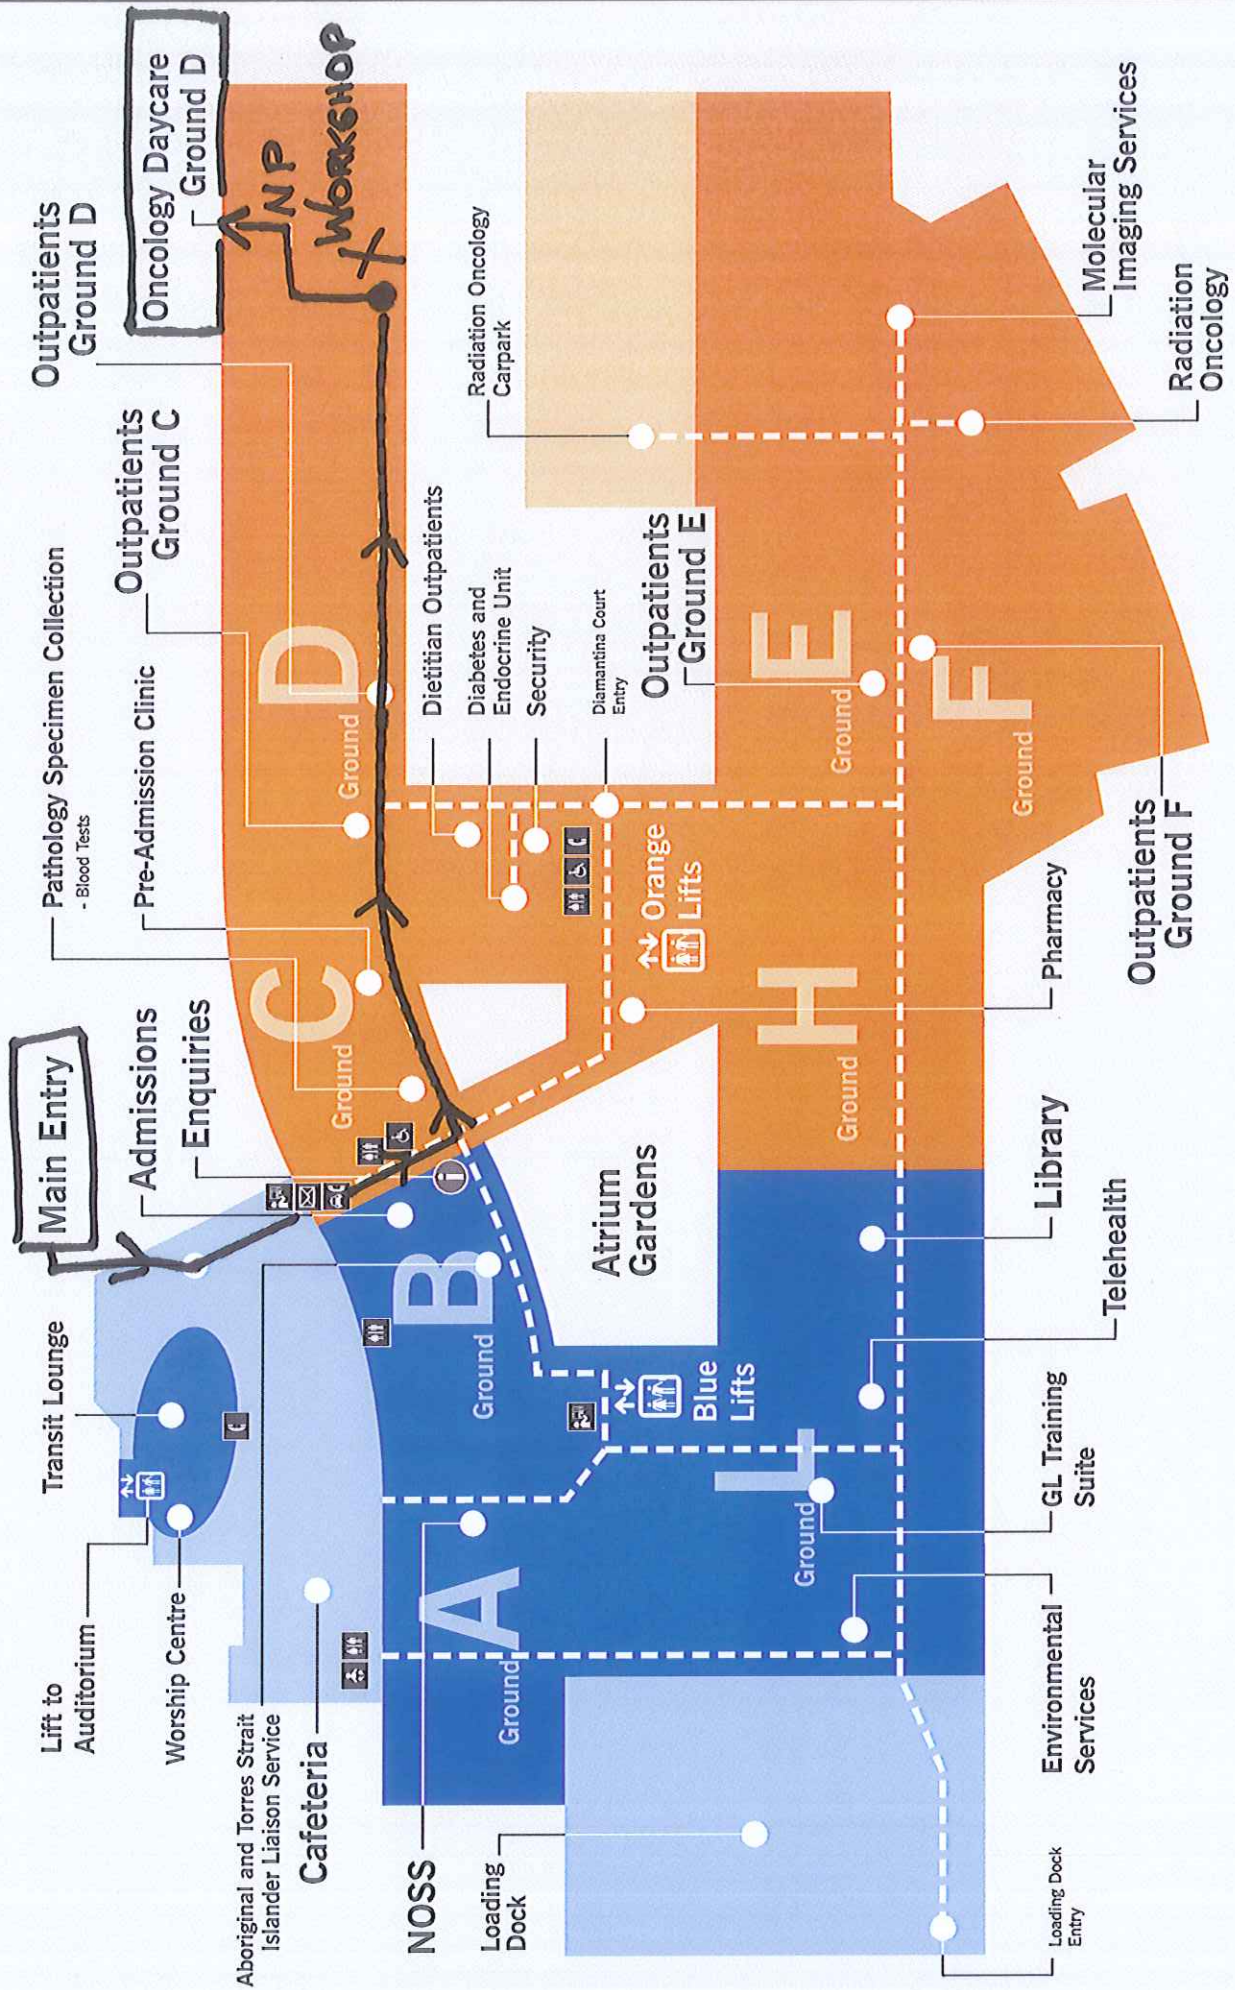 Main Entry
Admissions
Enquiries
Pathology Specimen Collection
- Blood Tests
Pre-Admission Clinic
Outpatients
Ground C
Outpatients
Ground D
Oncology Daycare
Ground D
NP
WORKSHOP
Lift to
Auditorium
Transit Lounge
Worship Centre
Aboriginal and Torres Strait
Islander Liaison Service
Cafeteria
NOSS
Loading
Dock
A
Ground
B
Ground
C
Ground
D
Ground
Dietitian Outpatients
Diabetes and
Endocrine Unit
Security
Diamantina Court
Entry
Radiation Oncology
Carpark
Atrium
Gardens
Blue
Lifts
Orange
Lifts
Outpatients
Ground E
L
Ground
H
Ground
E
Ground
F
Ground
Loading Dock
Entry
Environmental
Services
GL Training
Suite
Telehealth
Library
Pharmacy
Outpatients
Ground F
Radiation
Oncology
Molecular
Imaging Services